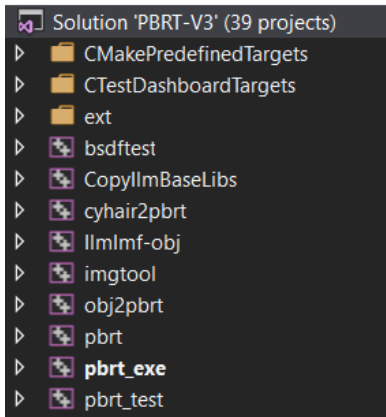 Solution 'PBRT-V3' (39 projects)
CMakePredefinedTargets
CTestDashboardTargets
ext
bsdftest
CopyIlmBaseLibs
cyhair2pbrt
IlmImf-obj
imgtool
obj2pbrt
pbrt
pbrt_exe
pbrt_test